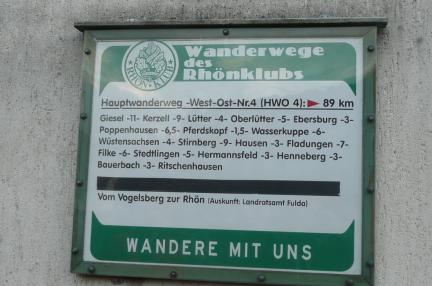 RHÖN-KLUB
Wanderwege
des
Rhönklubs
Hauptwanderweg -West-Ost-Nr.4 (HWO 4): ► 89 km
Giesel -11- Kerzell -9- Lütter -4- Oberlütter -5- Ebersburg -3-
Poppenhausen -6,5- Pferdskopf -1,5- Wasserkuppe -6-
Wüstensachsen -4- Stirnberg -9- Hausen -3- Fladungen -7-
Filke -6- Stedtlingen -5- Hermannsfeld -3- Henneberg -3-
Bauerbach -3- Ritschenhausen
Vom Vogelsberg zur Rhön (Auskunft: Landratsamt Fulda)
WANDERE MIT UNS